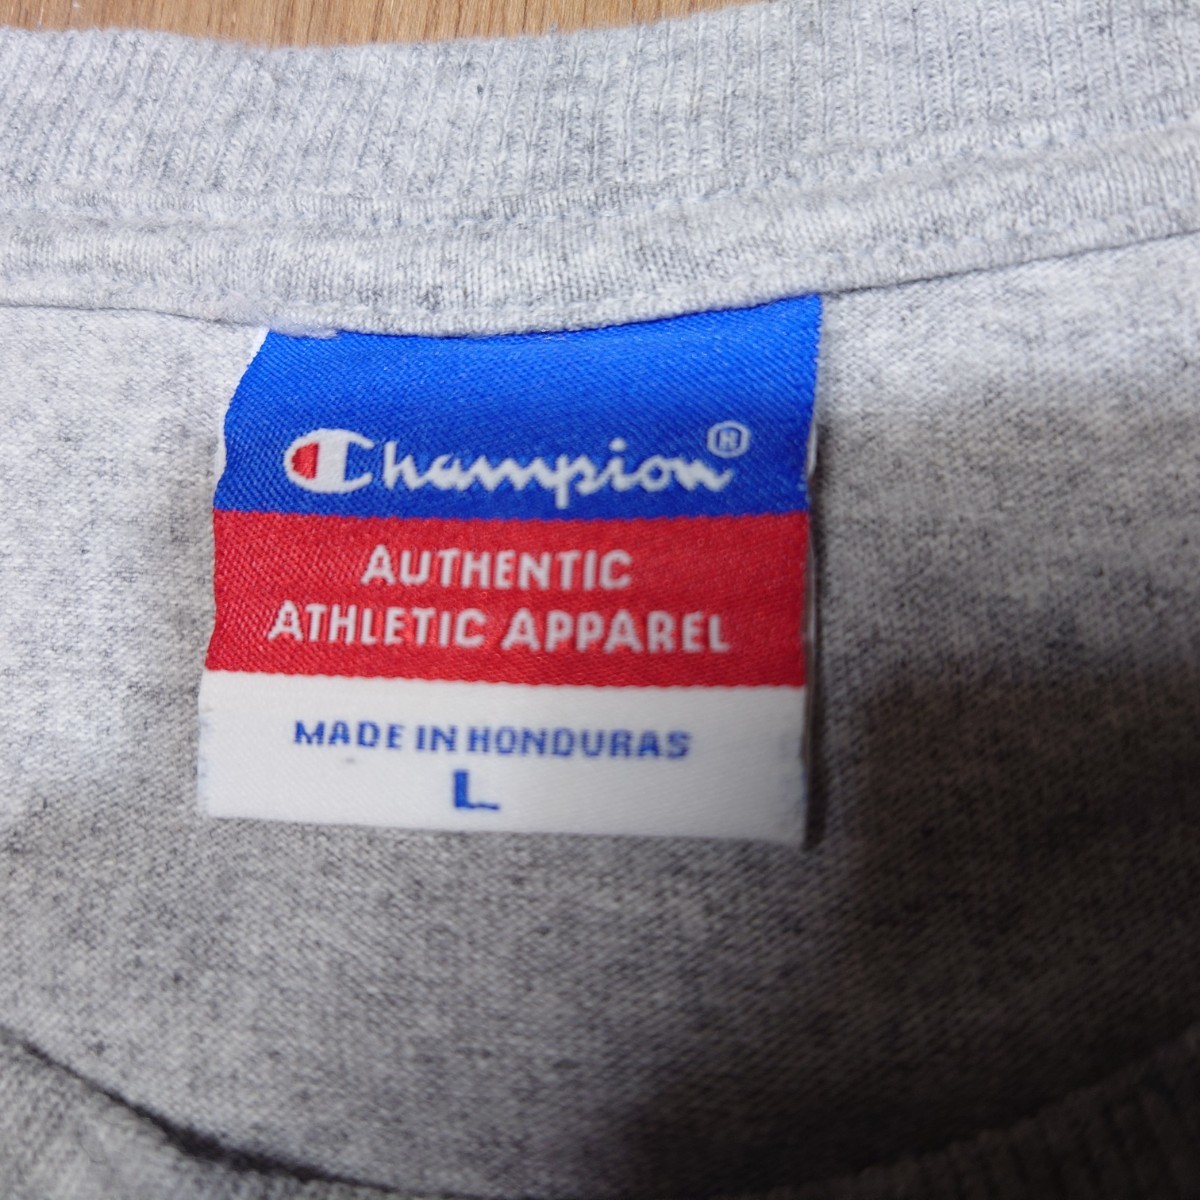 Champion®
AUTHENTIC
ATHLETIC APPAREL
MADE IN HONDURAS
L